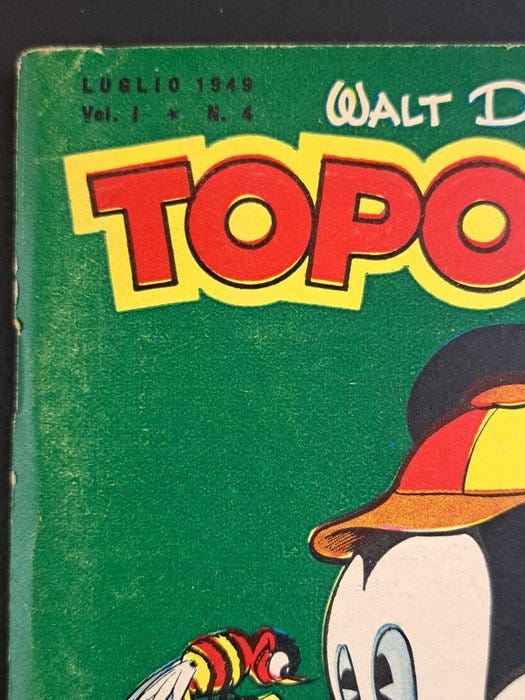 LUGLIO 1949
Vol. I * N. 4
WALT D
TOPO